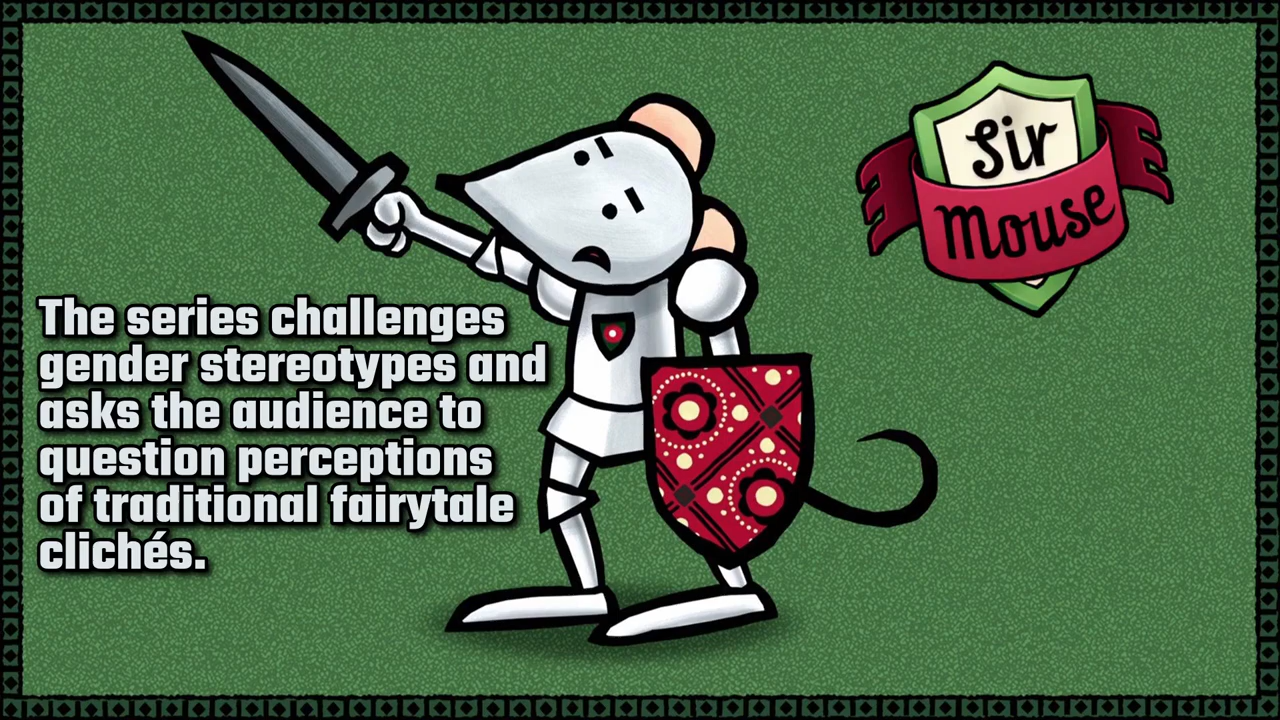 Sir
Mouse
The series challenges
gender stereotypes and
asks the audience to
question perceptions
of traditional fairytale
clichés.